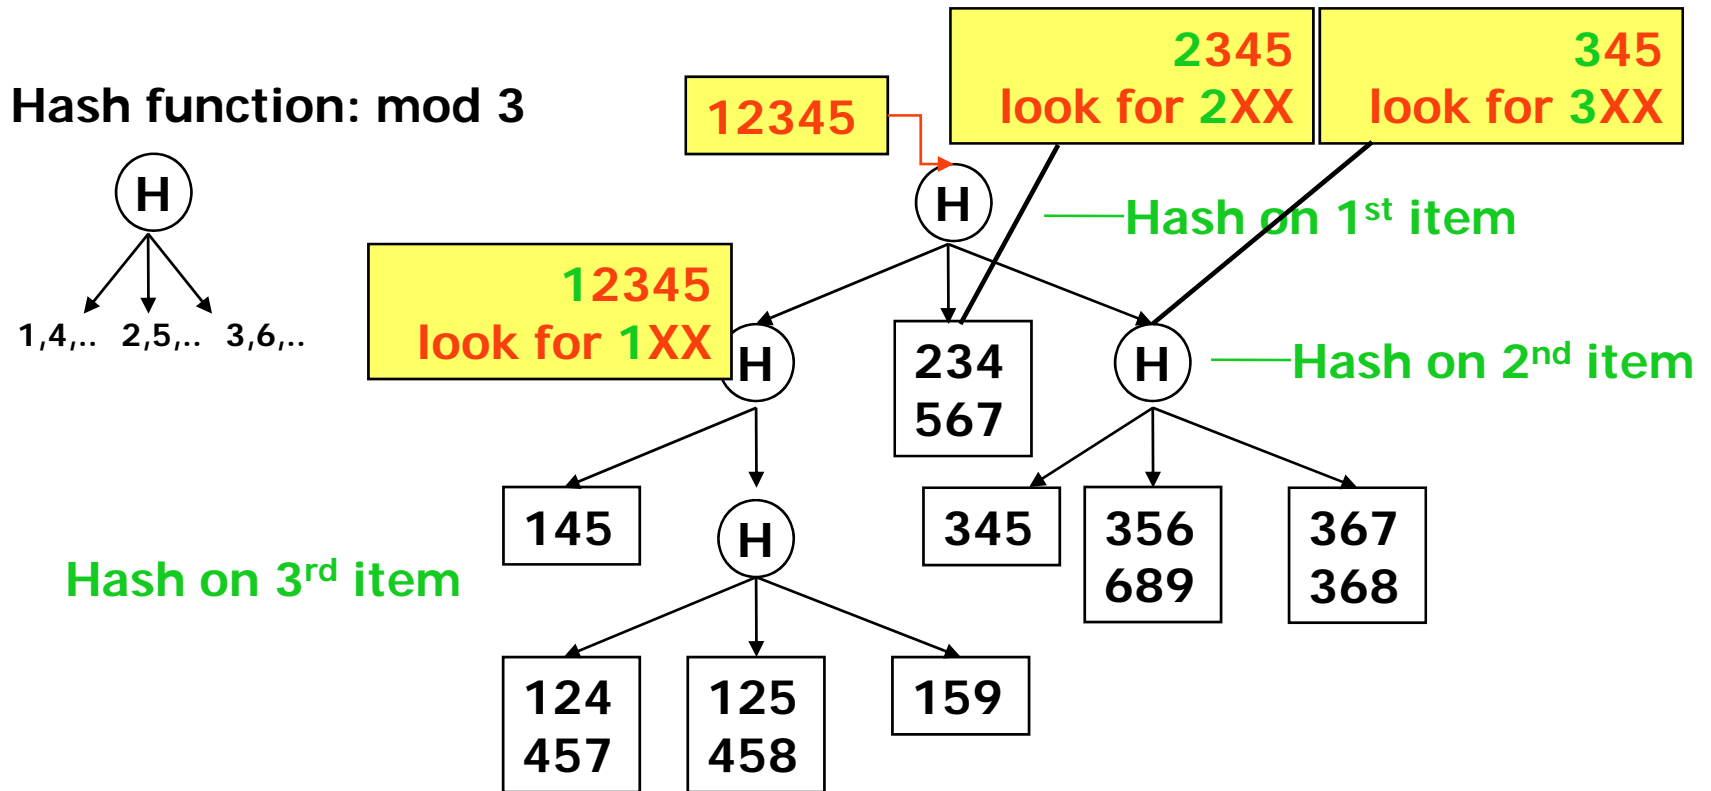 2345
look for 2XX
345
look for 3XX
Hash function: mod 3
12345
H
H
Hash on 1st item
12345
look for 1XX
1,4,.. 2,5,.. 3,6,..
H
234
567
H
Hash on 2nd item
145
H
345
356
689
367
368
Hash on 3rd item
124
457
125
458
159